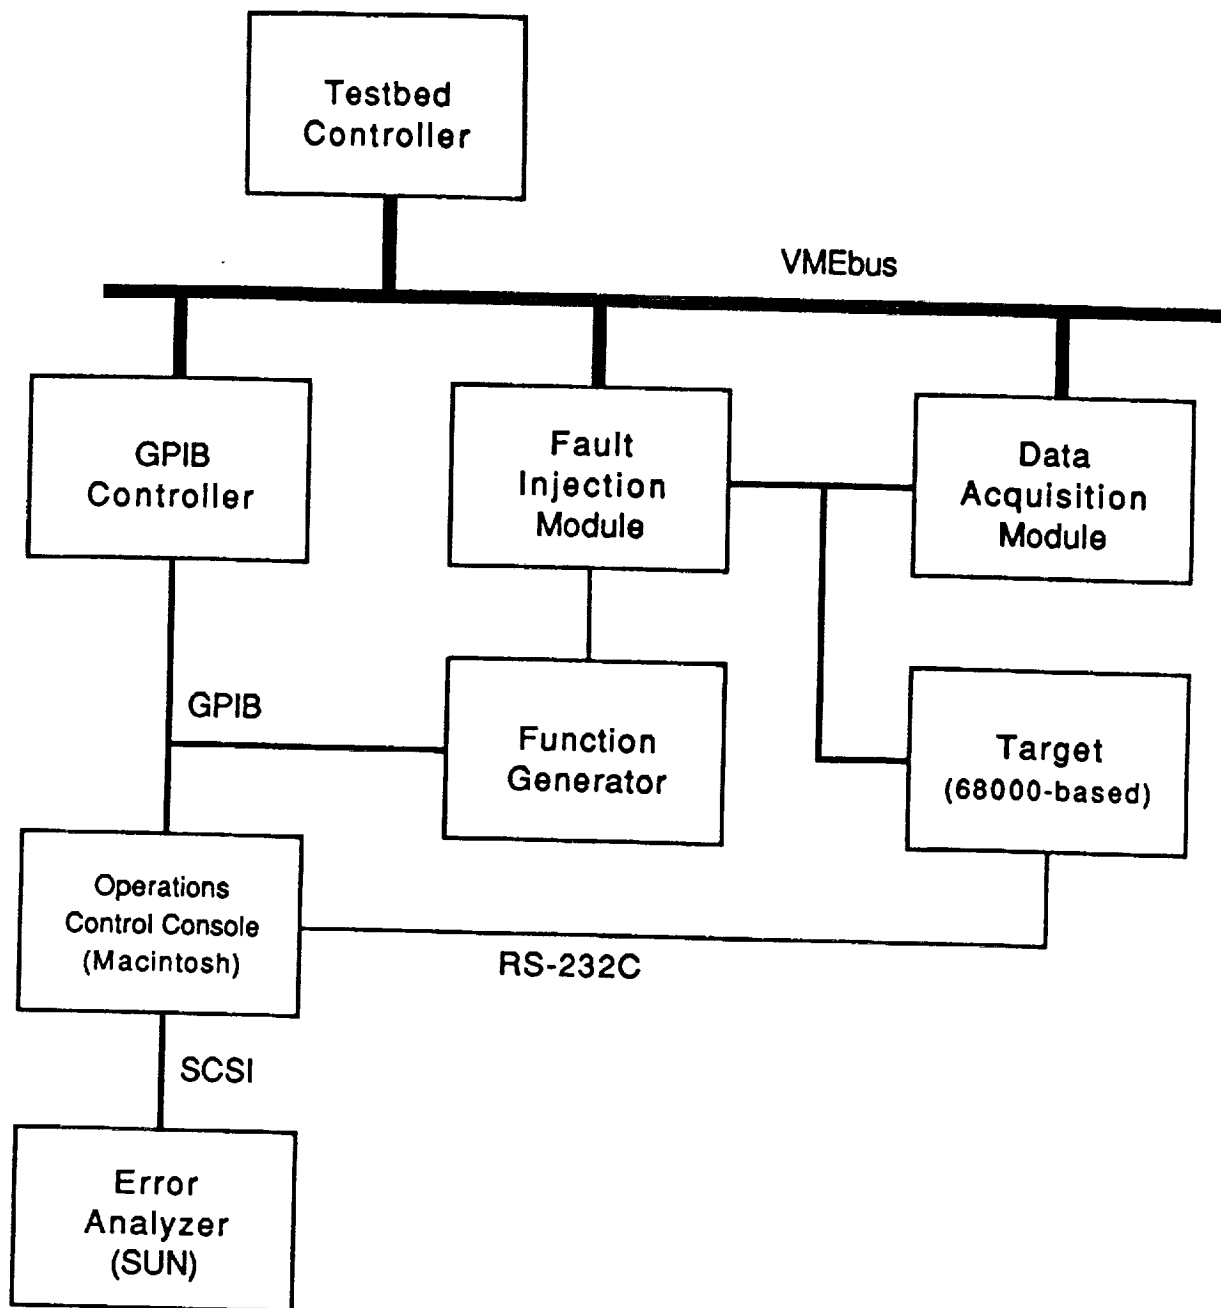 Testbed
Controller
VMEbus
GPIB
Controller
Fault
Injection
Module
Data
Acquisition
Module
GPIB
Function
Generator
Target
(68000-based)
Operations
Control Console
(Macintosh)
RS-232C
SCSI
Error
Analyzer
(SUN)